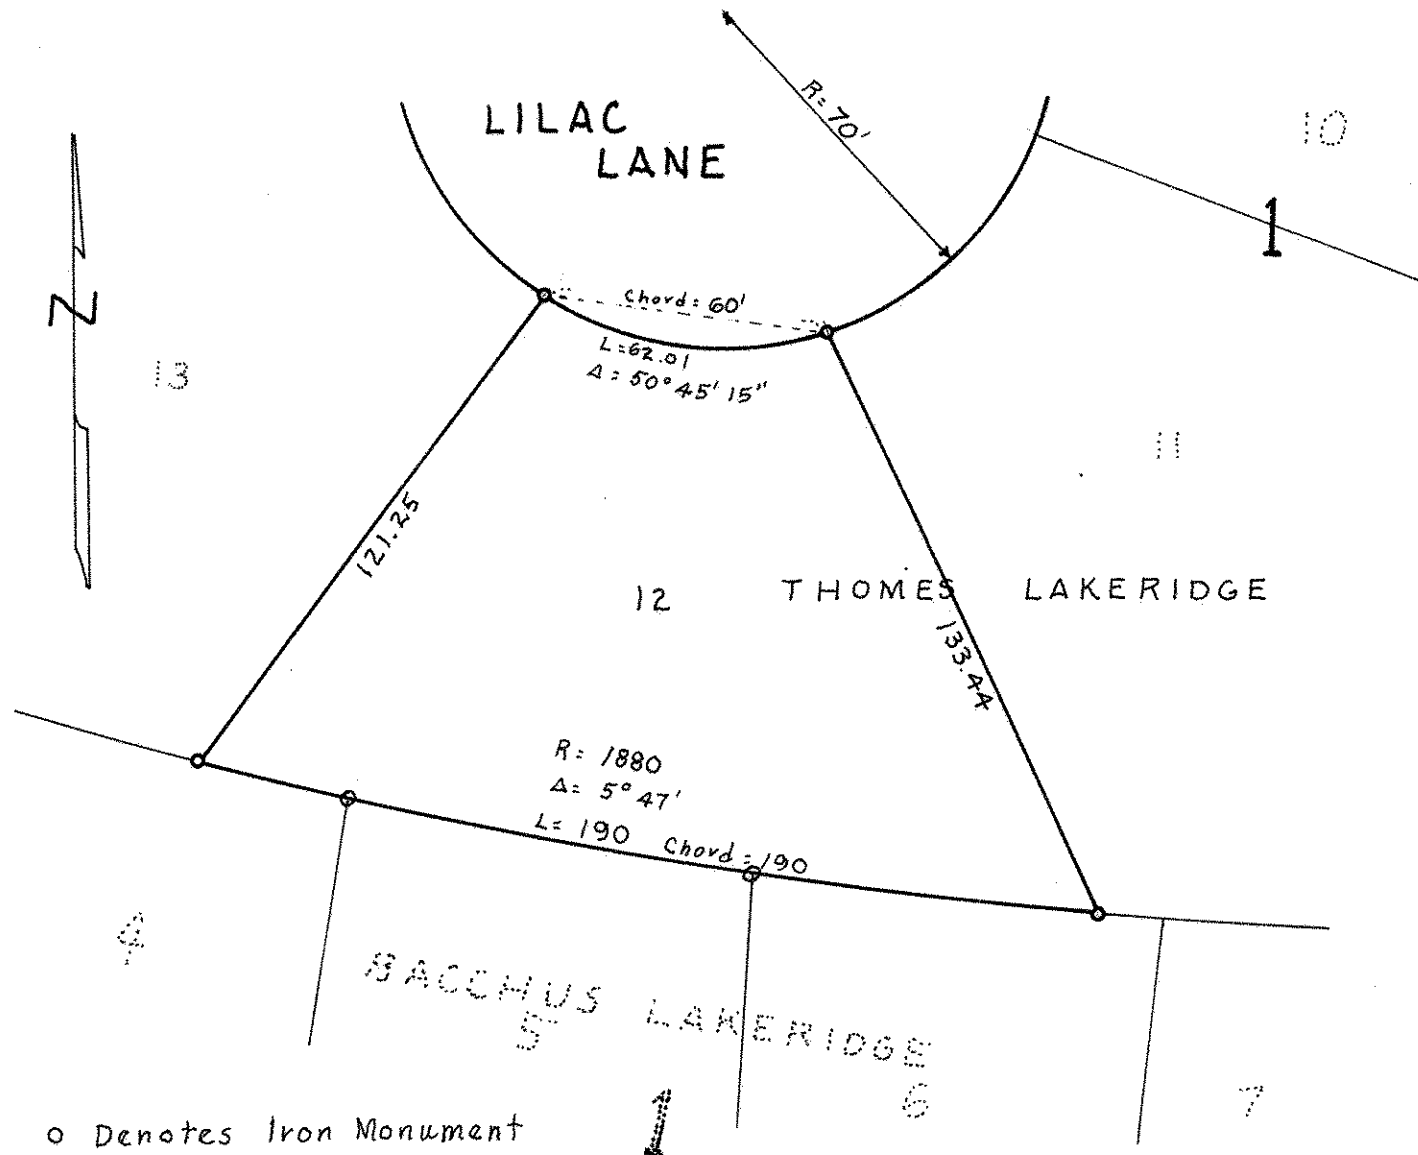 R= 70'
LILAC
LANE
10
1
N
Chord = 60'
L=62.01
Δ= 50° 45' 15"
13
11
121.25
12
THOMES LAKERIDGE
133.44
R= 1880
Δ= 5° 47'
L= 190 Chord = 190
4
BACCHUS LAKERIDGE
5
6
7
1
o Denotes Iron Monument